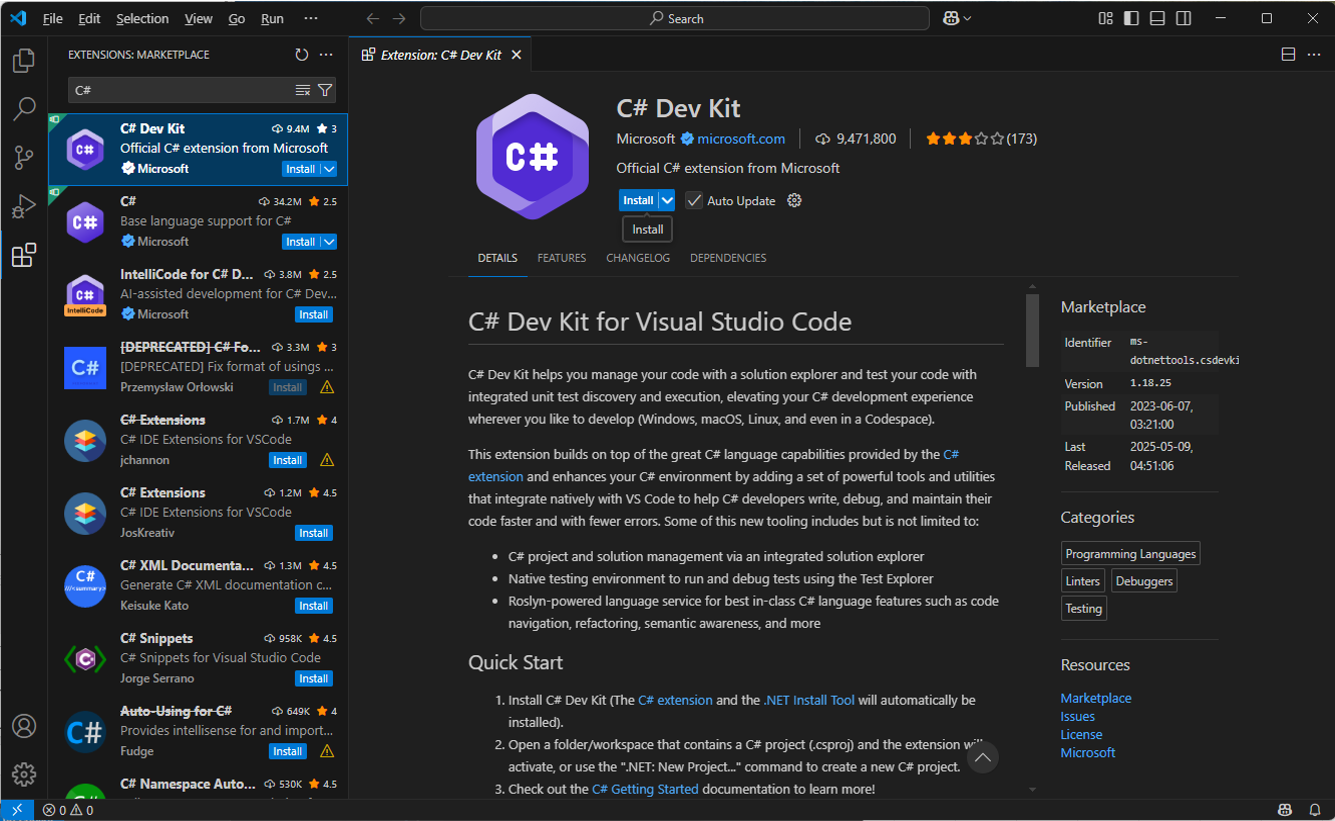 File Edit Selection View Go Run ···
Search
EXTENSIONS: MARKETPLACE
C#
C# Dev Kit 9.4M 3
Official C# extension from Microsoft
Microsoft Install
C# 34.2M 2.5
Base language support for C#
Microsoft Install
IntelliCode for C# D... 3.8M 2.5
AI-assisted development for C# Dev...
Microsoft Install
IntelliCode
[DEPRECATED] C# Fo... 3.3M 3
[DEPRECATED] Fix format of usings ...
Przemysław Orłowski Install
C# Extensions 1.7M 4
C# IDE Extensions for VSCode
jchannon Install
C# Extensions 1.2M 4.5
C# IDE Extensions for VSCode
JosKreativ Install
C# XML Documenta... 1.3M 4.5
Generate C# XML documentation c...
Keisuke Kato Install
C# Snippets 958K 4.5
C# Snippets for Visual Studio Code
Jorge Serrano Install
Auto-Using for C# 649K 4
Provides intellisense for and import...
Fudge Install
C# Namespace Auto... 530K 4.5
0 0
Extension: C# Dev Kit
C#
C# Dev Kit
Microsoft microsoft.com 9,471,800 (173)
Official C# extension from Microsoft
Install Auto Update
Install
DETAILS FEATURES CHANGELOG DEPENDENCIES
C# Dev Kit for Visual Studio Code
C# Dev Kit helps you manage your code with a solution explorer and test your code with
integrated unit test discovery and execution, elevating your C# development experience
wherever you like to develop (Windows, macOS, Linux, and even in a Codespace).
This extension builds on top of the great C# language capabilities provided by the C#
extension and enhances your C# environment by adding a set of powerful tools and utilities
that integrate natively with VS Code to help C# developers write, debug, and maintain their
code faster and with fewer errors. Some of this new tooling includes but is not limited to:
• C# project and solution management via an integrated solution explorer
• Native testing environment to run and debug tests using the Test Explorer
• Roslyn-powered language service for best in-class C# language features such as code
navigation, refactoring, semantic awareness, and more
Quick Start
1. Install C# Dev Kit (The C# extension and the .NET Install Tool will automatically be
installed).
2. Open a folder/workspace that contains a C# project (.csproj) and the extension will
activate, or use the ".NET: New Project..." command to create a new C# project.
3. Check out the C# Getting Started documentation to learn more!
Marketplace
Identifier ms-
dotnettools.csdevki
Version 1.18.25
Published 2023-06-07,
03:21:00
Last 2025-05-09,
Released 04:51:06
Categories
Programming Languages
Linters Debuggers
Testing
Resources
Marketplace
Issues
License
Microsoft